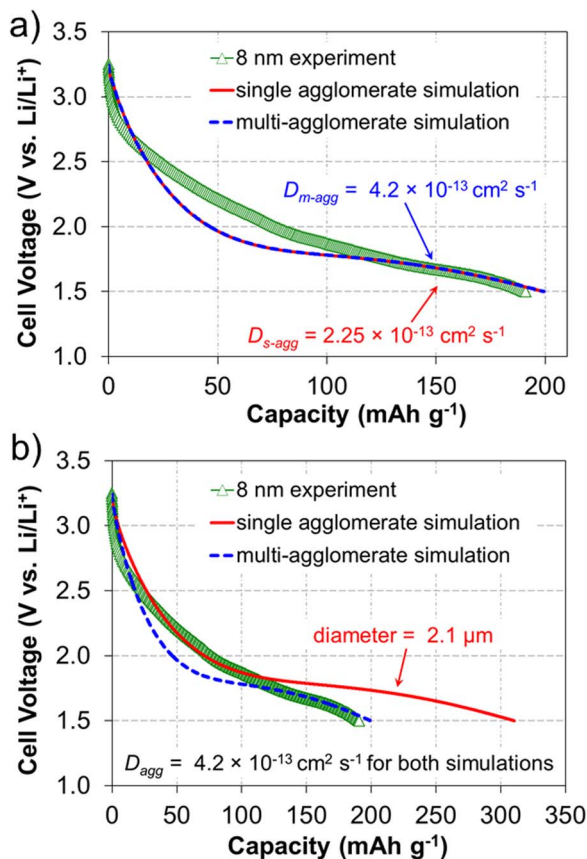 a)
3.5
3.0
2.5
2.0
1.5
1.0
Cell Voltage (V vs. Li/Li⁺)
8 nm experiment
single agglomerate simulation
multi-agglomerate simulation
D_m-agg = 4.2 × 10⁻¹³ cm² s⁻¹
D_s-agg = 2.25 × 10⁻¹³ cm² s⁻¹
0 50 100 150 200
Capacity (mAh g⁻¹)
b)
3.5
3.0
2.5
2.0
1.5
1.0
Cell Voltage (V vs. Li/Li⁺)
8 nm experiment
single agglomerate simulation
multi-agglomerate simulation
diameter = 2.1 μm
D_agg = 4.2 × 10⁻¹³ cm² s⁻¹ for both simulations
0 50 100 150 200 250 300 350
Capacity (mAh g⁻¹)